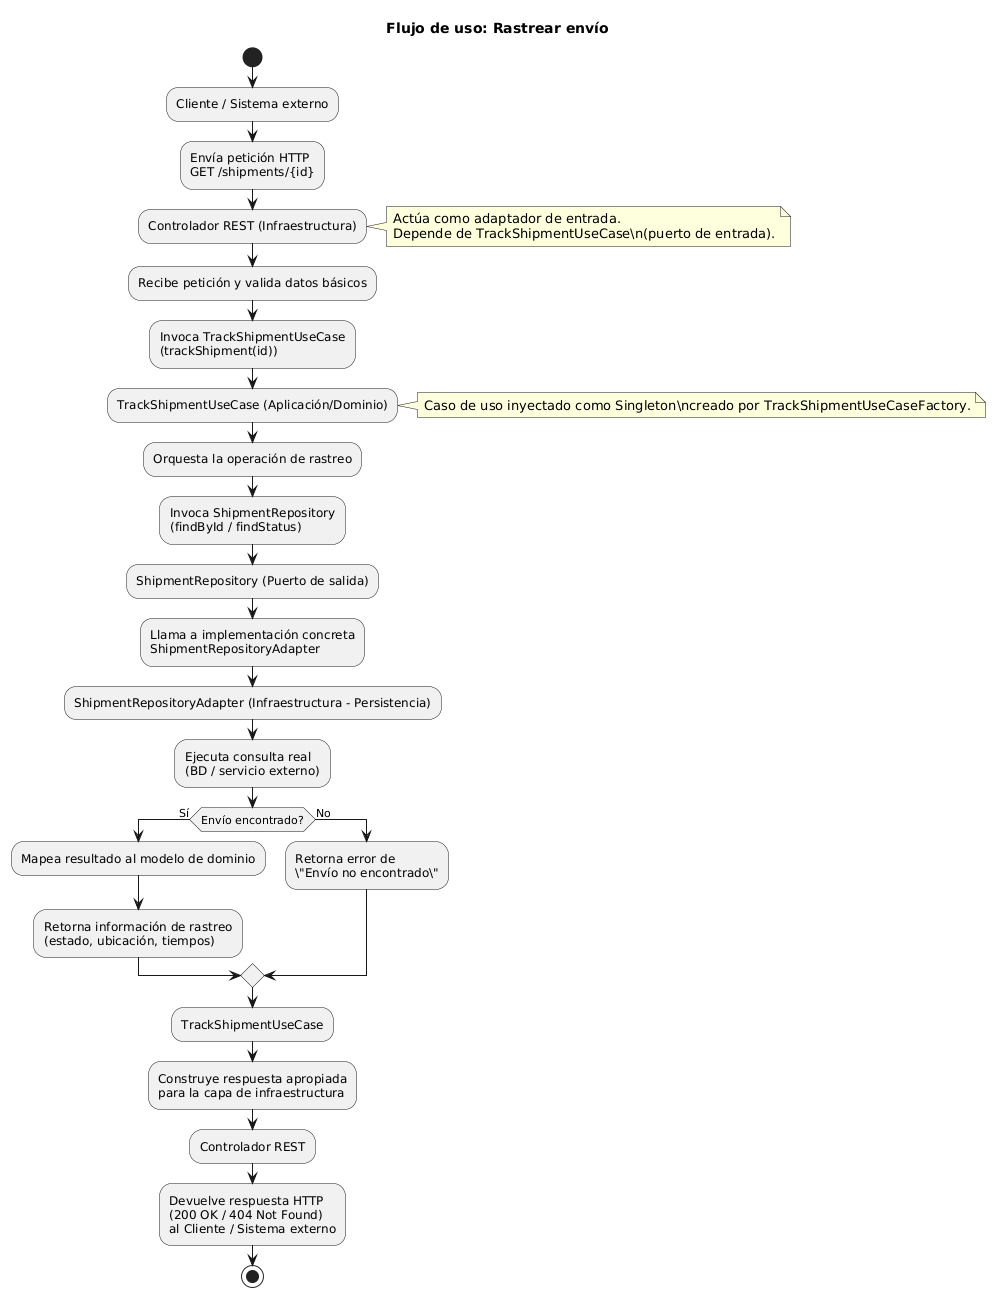 Flujo de uso: Rastrear envío
Cliente / Sistema externo
Envía petición HTTP
GET /shipments/{id}
Controlador REST (Infraestructura)
Actúa como adaptador de entrada.
Depende de TrackShipmentUseCase\n(puerto de entrada).
Recibe petición y valida datos básicos
Invoca TrackShipmentUseCase
(trackShipment(id))
TrackShipmentUseCase (Aplicación/Dominio)
Caso de uso inyectado como Singleton\ncreado por TrackShipmentUseCaseFactory.
Orquesta la operación de rastreo
Invoca ShipmentRepository
(findById / findStatus)
ShipmentRepository (Puerto de salida)
Llama a implementación concreta
ShipmentRepositoryAdapter
ShipmentRepositoryAdapter (Infraestructura - Persistencia)
Ejecuta consulta real
(BD / servicio externo)
Envío encontrado?
Sí
No
Mapea resultado al modelo de dominio
Retorna información de rastreo
(estado, ubicación, tiempos)
Retorna error de
\"Envío no encontrado\"
TrackShipmentUseCase
Construye respuesta apropiada
para la capa de infraestructura
Controlador REST
Devuelve respuesta HTTP
(200 OK / 404 Not Found)
al Cliente / Sistema externo